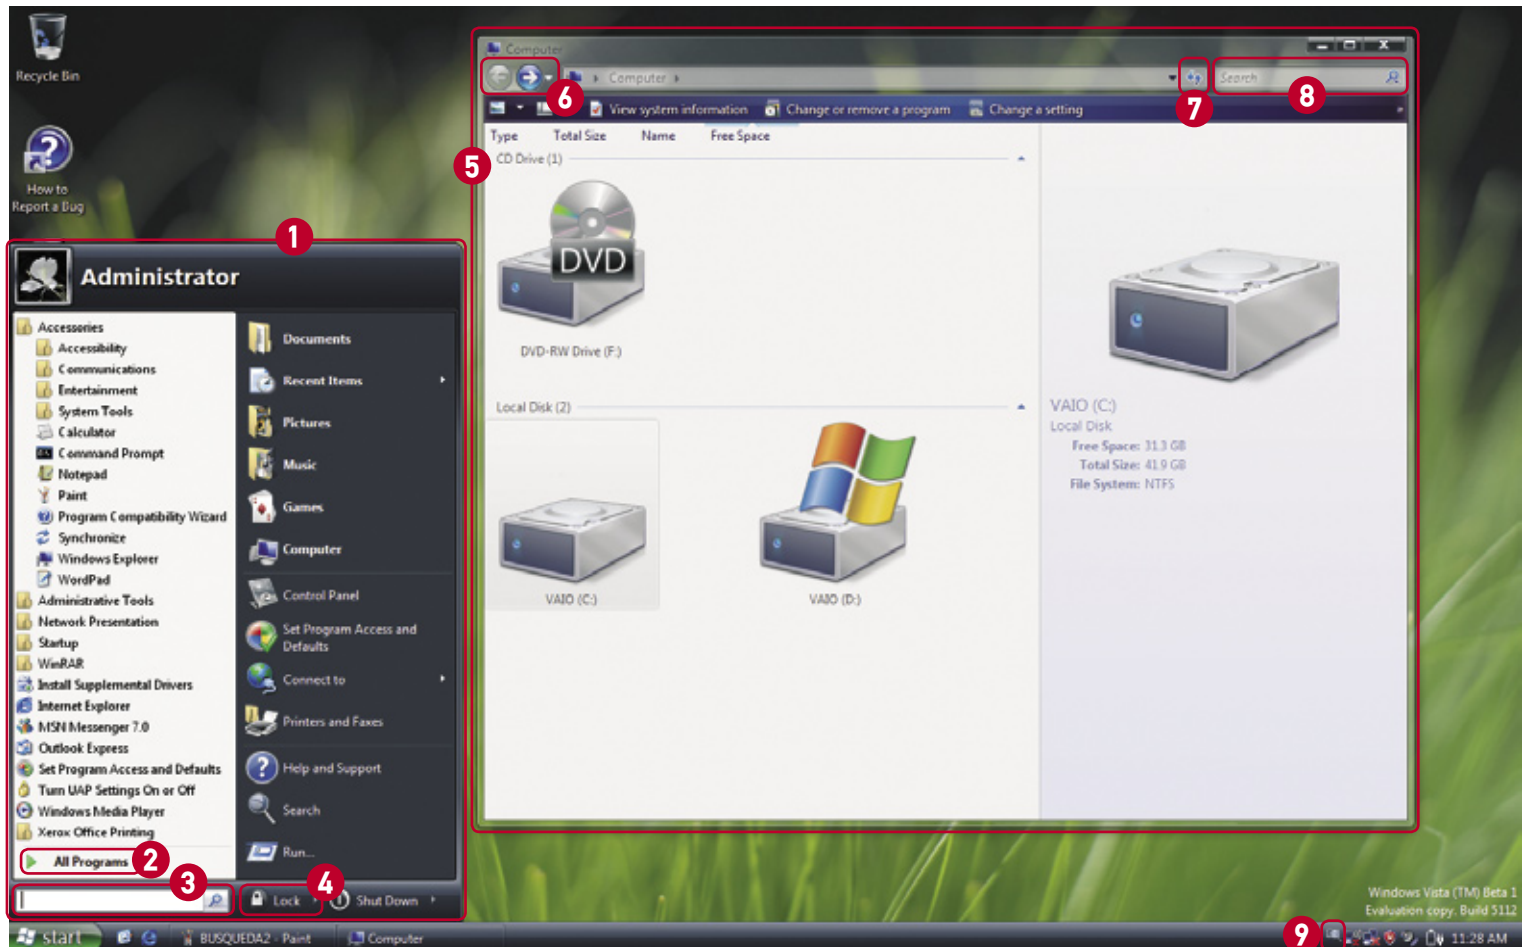 Recycle Bin
How to
Report a Bug
1
Administrator
Accessories
Accessibility
Communications
Entertainment
System Tools
Calculator
Command Prompt
Notepad
Paint
Program Compatibility Wizard
Synchronize
Windows Explorer
WordPad
Administrative Tools
Network Presentation
Startup
WinRAR
Install Supplemental Drivers
Internet Explorer
MSN Messenger 7.0
Outlook Express
Set Program Access and Defaults
Turn UAP Settings On or Off
Windows Media Player
Xerox Office Printing
All Programs
2
3
Documents
Recent Items
Pictures
Music
Games
Computer
Control Panel
Set Program Access and
Defaults
Connect to
Printers and Faxes
Help and Support
Search
Run...
Lock
4
Shut Down
5
Computer
6
Computer
7
Search
8
View system information
Change or remove a program
Change a setting
Type Total Size Name Free Space
CD Drive (1)
DVD
DVD-RW Drive (F:)
Local Disk (2)
VAIO (C:)
VAIO (D:)
VAIO (C:)
Local Disk
Free Space: 31.3 GB
Total Size: 41.9 GB
File System: NTFS
Windows Vista (TM) Beta 1
Evaluation copy. Build 5112
start
BUSQUEDA2 - Paint
Computer
9
11:28 AM